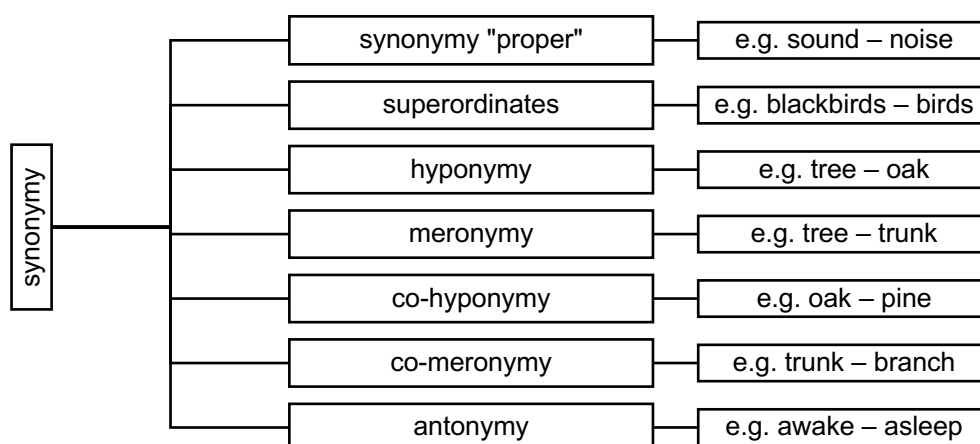 synonymy
synonymy "proper"
e.g. sound – noise
superordinates
e.g. blackbirds – birds
hyponymy
e.g. tree – oak
meronymy
e.g. tree – trunk
co-hyponymy
e.g. oak – pine
co-meronymy
e.g. trunk – branch
antonymy
e.g. awake – asleep